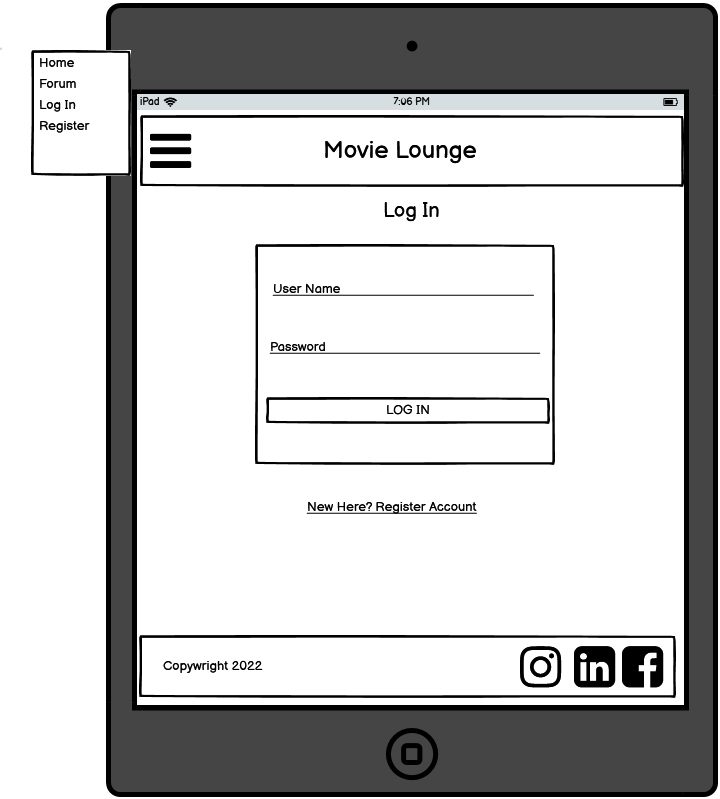 Home
Forum
Log In
Register
iPad 7:06 PM
Movie Lounge
Log In
User Name
Password
LOG IN
New Here? Register Account
Copywright 2022
in f